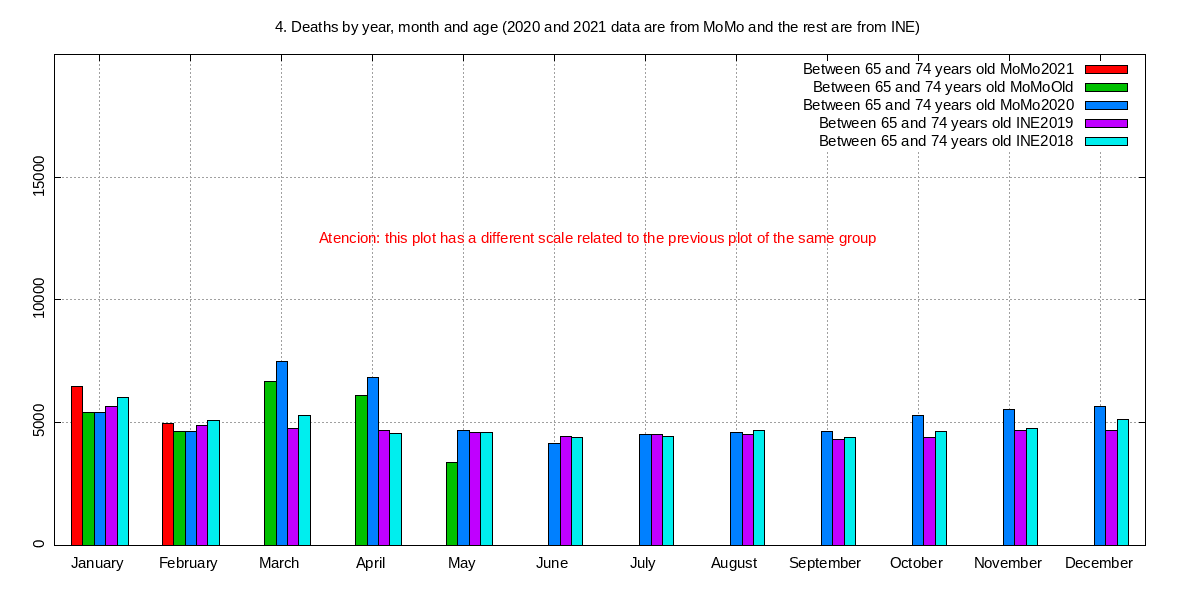 4. Deaths by year, month and age (2020 and 2021 data are from MoMo and the rest are from INE)
Between 65 and 74 years old MoMo2021
Between 65 and 74 years old MoMoOld
Between 65 and 74 years old MoMo2020
Between 65 and 74 years old INE2019
Between 65 and 74 years old INE2018
15000
Atencion: this plot has a different scale related to the previous plot of the same group
10000
5000
0
January February March April May June July August September October November December